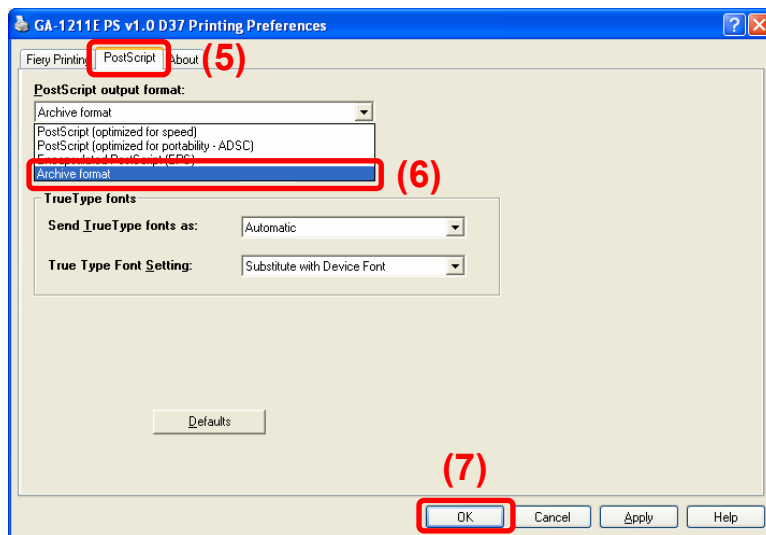 GA-1211E PS v1.0 D37 Printing Preferences
Fiery Printing PostScript About (5)
PostScript output format:
Archive format
PostScript (optimized for speed)
PostScript (optimized for portability - ADSC)
Encapsulated PostScript (EPS)
Archive format (6)
TrueType fonts
Send TrueType fonts as: Automatic
True Type Font Setting: Substitute with Device Font
Defaults
(7)
OK Cancel Apply Help